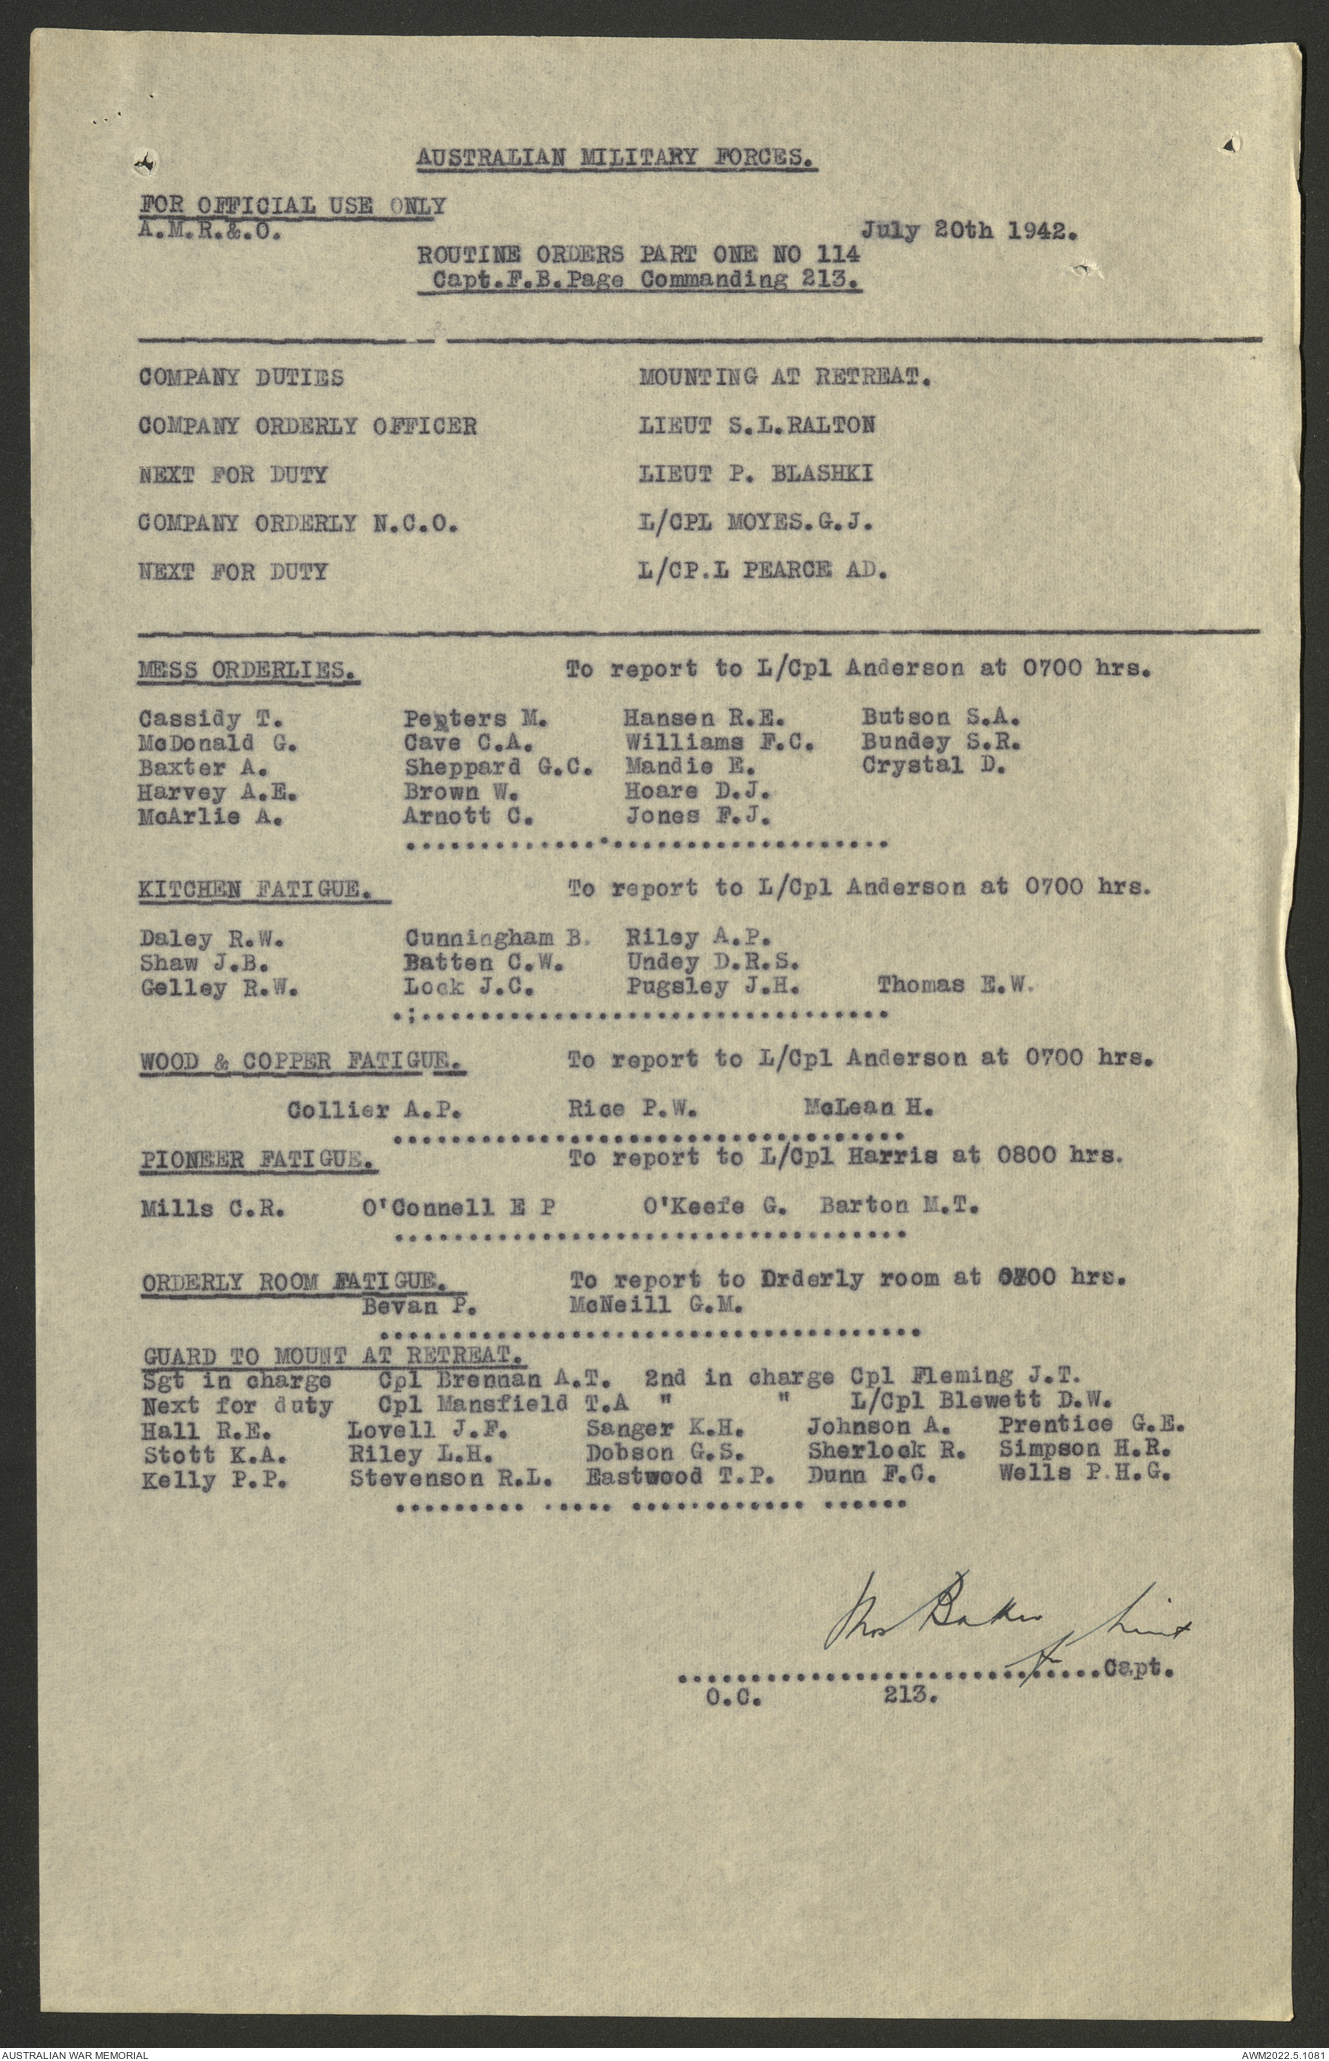 AUSTRALIAN MILITARY FORCES.
FOR OFFICIAL USE ONLY
A.M.R.&.O. July 20th 1942.
ROUTINE ORDERS PART ONE NO 114
Capt.F.B.Page Commanding 213.
COMPANY DUTIES MOUNTING AT RETREAT.
COMPANY ORDERLY OFFICER LIEUT S.L.RALTON
NEXT FOR DUTY LIEUT P. BLASHKI
COMPANY ORDERLY N.C.O. L/CPL MOYES.G.J.
NEXT FOR DUTY L/CP.L PEARCE AD.
MESS ORDERLIES. To report to L/Cpl Anderson at 0700 hrs.
Cassidy T. Peters M. Hansen R.E. Butson S.A.
McDonald G. Cave C.A. Williams F.C. Bundey S.R.
Baxter A. Sheppard G.C. Mandie E. Crystal D.
Harvey A.E. Brown W. Hoare D.J.
McArlie A. Arnott C. Jones F.J.
.................................
KITCHEN FATIGUE. To report to L/Cpl Anderson at 0700 hrs.
Daley R.W. Cunningham B. Riley A.P.
Shaw J.B. Batten C.W. Undey D.R.S.
Gelley R.W. Lock J.C. Pugsley J.H. Thomas E.W.
.;................................
WOOD & COPPER FATIGUE. To report to L/Cpl Anderson at 0700 hrs.
Collier A.P. Rice P.W. McLean H.
...................................
PIONEER FATIGUE. To report to L/Cpl Harris at 0800 hrs.
Mills C.R. O'Connell E P O'Keefe G. Barton M.T.
...................................
ORDERLY ROOM FATIGUE. To report to Drderly room at hrs.
Bevan P. McNeill G.M.
.....................................
GUARD TO MOUNT AT RETREAT.
Sgt in charge Cpl Brennan A.T. 2nd in charge Cpl Fleming J.T.
Next for duty Cpl Mansfield T.A " " L/Cpl Blewett D.W.
Hall R.E. Lovell J.F. Sanger K.H. Johnson A. Prentice G.E.
Stott K.A. Riley L.H. Dobson G.S. Sherlock R. Simpson H.R.
Kelly P.P. Stevenson R.L. Eastwood T.P. Dunn F.C. Wells P.H.G.
......... ..... ............ ......
Baker Lieut
for
.............................Capt.
O.C. 213.
AUSTRALIAN WAR MEMORIAL AWM2022.5.1081